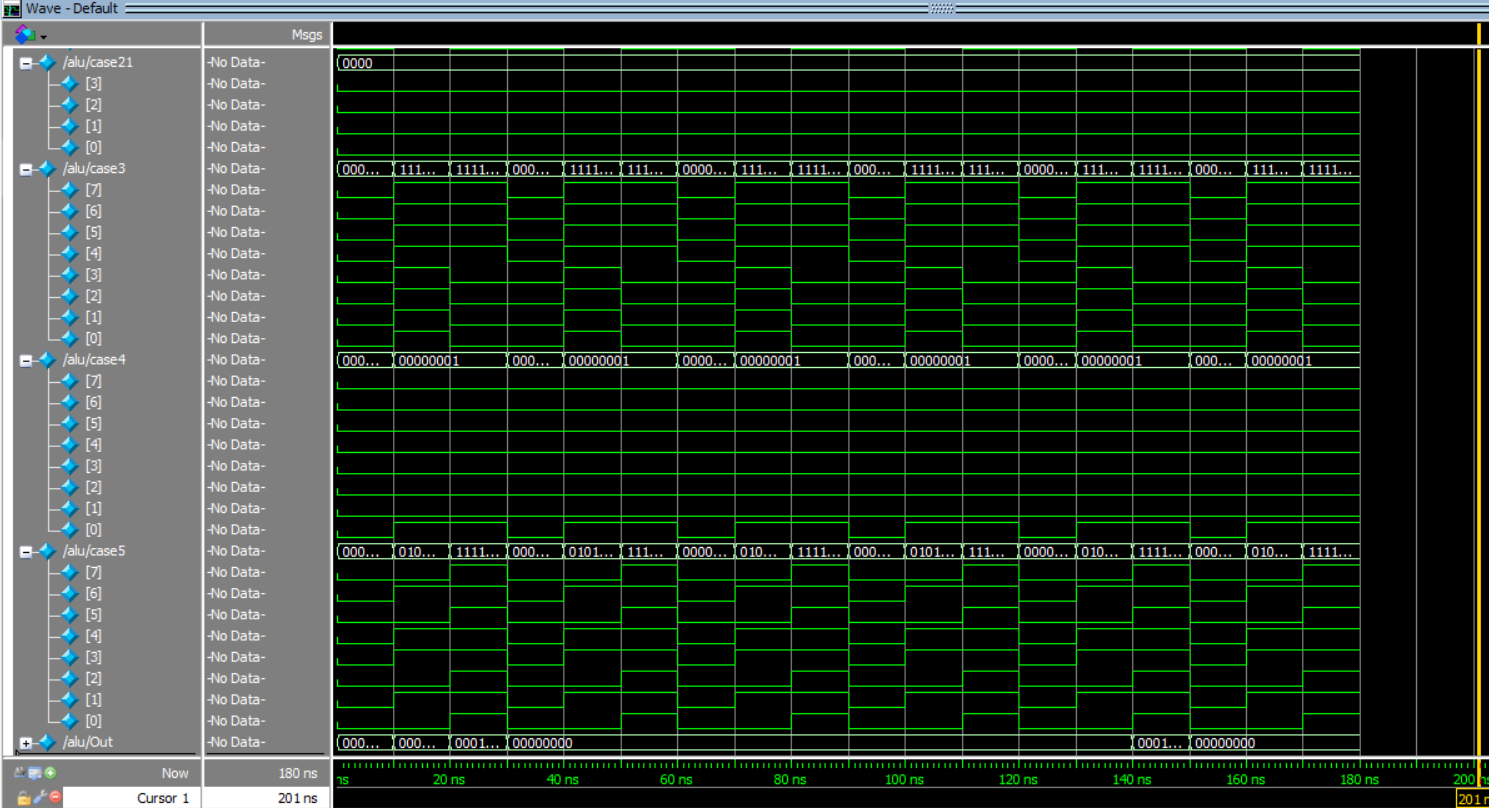 Wave - Default
Msgs
/alu/case21 -No Data- 0000
[3] -No Data-
[2] -No Data-
[1] -No Data-
[0] -No Data-
/alu/case3 -No Data- 000... 111... 1111... 000... 1111... 111... 0000... 111... 1111... 000... 1111... 111... 0000... 111... 1111... 000... 111... 1111...
[7] -No Data-
[6] -No Data-
[5] -No Data-
[4] -No Data-
[3] -No Data-
[2] -No Data-
[1] -No Data-
[0] -No Data-
/alu/case4 -No Data- 000... 00000001 000... 00000001 0000... 00000001 000... 00000001 0000... 00000001 000... 00000001
[7] -No Data-
[6] -No Data-
[5] -No Data-
[4] -No Data-
[3] -No Data-
[2] -No Data-
[1] -No Data-
[0] -No Data-
/alu/case5 -No Data- 000... 010... 1111... 000... 0101... 111... 0000... 010... 1111... 000... 0101... 111... 0000... 010... 1111... 000... 010... 1111...
[7] -No Data-
[6] -No Data-
[5] -No Data-
[4] -No Data-
[3] -No Data-
[2] -No Data-
[1] -No Data-
[0] -No Data-
/alu/Out -No Data- 000... 000... 0001... 00000000 0001... 00000000
Now 180 ns ns 20 ns 40 ns 60 ns 80 ns 100 ns 120 ns 140 ns 160 ns 180 ns 200
Cursor 1 201 ns 201 n